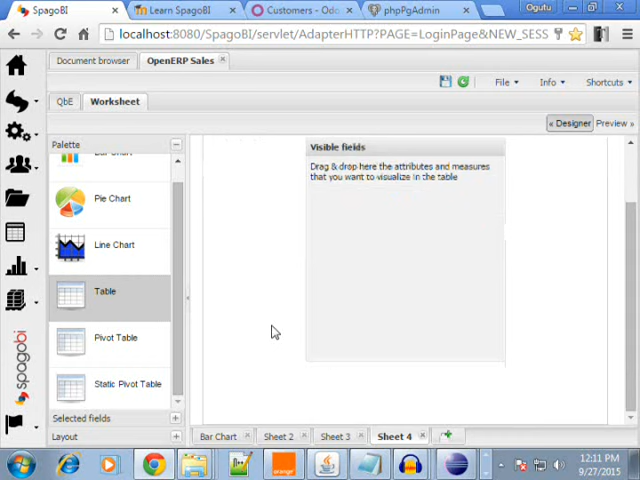 SpagoBI
Learn SpagoBI
Customers - Odo
phpPgAdmin
Ogutu
localhost:8080/SpagoBI/servlet/AdapterHTTP?PAGE=LoginPage&NEW_SESS
Document browser
OpenERP Sales
File
Info
Shortcuts
QbE
Worksheet
« Designer
Preview »
Palette
Bar Chart
Pie Chart
Line Chart
Table
Pivot Table
Static Pivot Table
Selected fields
Layout
Visible fields
Drag & drop here the attributes and measures
that you want to visualize in the table
spagobi
Bar Chart
Sheet 2
Sheet 3
Sheet 4
orange
12:11 PM
9/27/2015